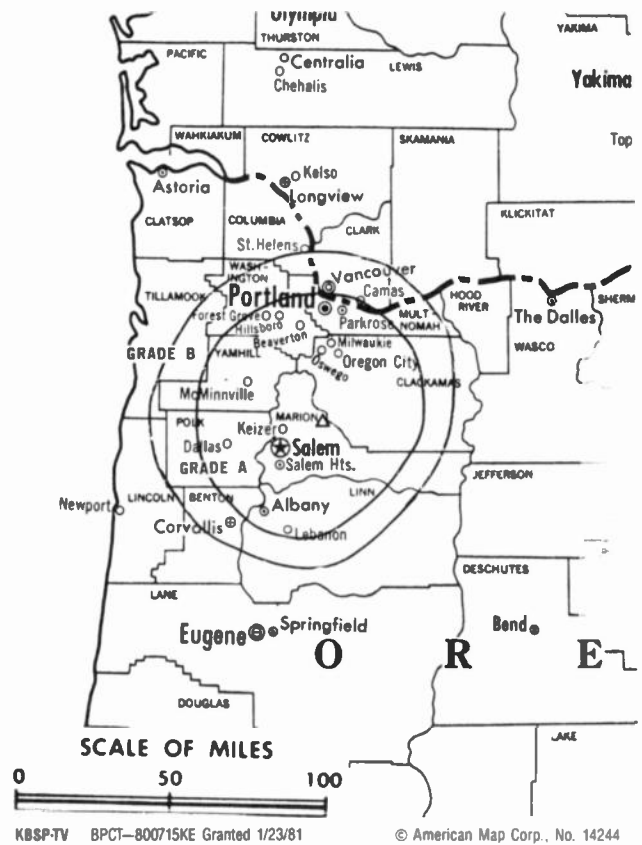 Olympia
THURSTON
YAKIMA
PACIFIC
Centralia
LEWIS
Chehalis
Yakima
WAHKIAKUM
COWLITZ
SKAMANIA
Top
Kelso
Astoria
Longview
CLATSOP
COLUMBIA
CLARK
KLICKITAT
St. Helens
WASH-
INGTON
Vancouver
TILLAMOOK
Portland
Camas
HOOD
RIVER
SHERM
Forest Grove
Parkrose
MULT-
NOMAH
The Dalles
Hillsboro
Beaverton
Milwaukie
WASCO
GRADE B
YAMHILL
Oswego
Oregon City
CLACKAMAS
McMinnville
MARION
POLK
Keizer
Dallas
Salem
GRADE A
Salem Hts.
JEFFERSON
LINCOLN
BENTON
LINN
Newport
Albany
Corvallis
Lebanon
DESCHUTES
LANE
Eugene
Springfield
Bend
O R E
DOUGLAS
LAKE
SCALE OF MILES
0 50 100
KBSP-TV BPCT—800715KE Granted 1/23/81 © American Map Corp., No. 14244